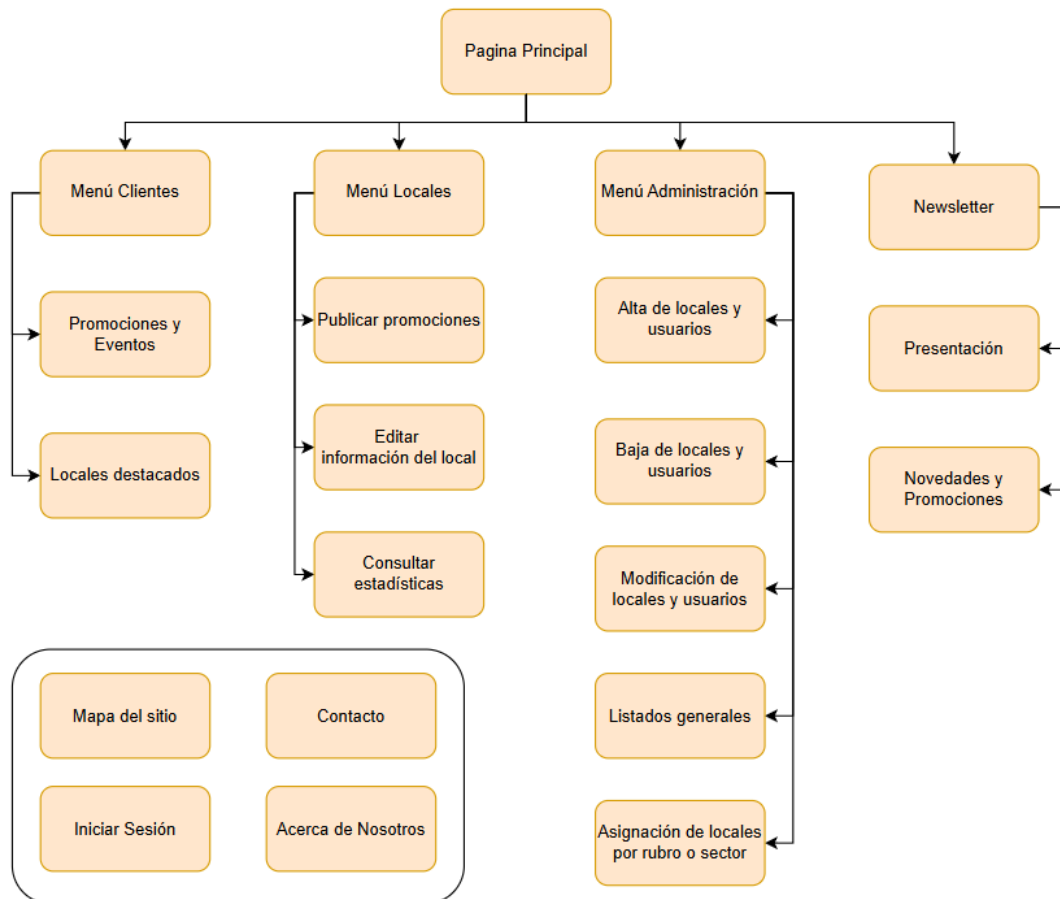 Pagina Principal
Menú Clientes
Menú Locales
Menú Administración
Newsletter
Promociones y
Eventos
Publicar promociones
Alta de locales y
usuarios
Presentación
Locales destacados
Editar
información del local
Baja de locales y
usuarios
Novedades y
Promociones
Consultar
estadísticas
Modificación de
locales y usuarios
Mapa del sitio
Contacto
Listados generales
Iniciar Sesión
Acerca de Nosotros
Asignación de locales
por rubro o sector